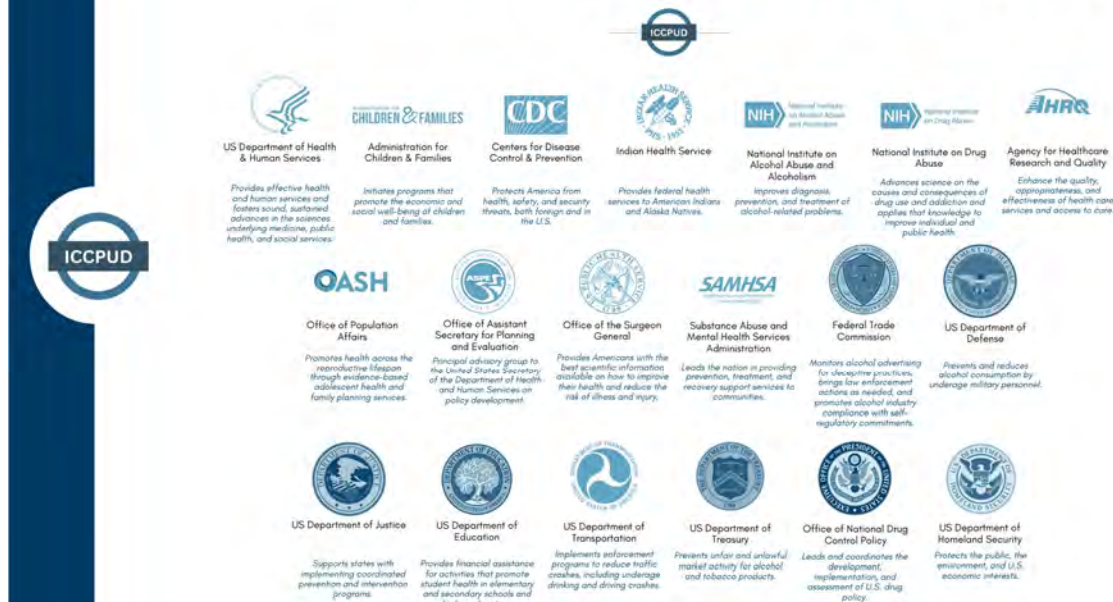 ICCPUD
ICCPUD
CHILDREN & FAMILIES
CDC
INDIAN HEALTH SERVICE
PHS - 1955
NIH
National Institute
on Alcohol Abuse
and Alcoholism
NIH
National Institute
on Drug Abuse
AHRQ
US Department of Health
& Human Services
Administration for
Children & Families
Centers for Disease
Control & Prevention
Indian Health Service
National Institute on
Alcohol Abuse and
Alcoholism
National Institute on Drug
Abuse
Agency for Healthcare
Research and Quality
Provides effective health
and human services and
fosters sound, sustained
advances in the sciences
underlying medicine, public
health, and social services.
Initiates programs that
promote the economic and
social well-being of children
and families.
Protects America from
health, safety, and security
threats, both foreign and in
the U.S.
Provides federal health
services to American Indians
and Alaska Natives.
Improves diagnosis,
prevention, and treatment of
alcohol-related problems.
Advances science on the
causes and consequences of
drug use and addiction and
applies that knowledge to
improve individual and
public health.
Enhance the quality,
appropriateness, and
effectiveness of health care
services and access to care.
OASH
ASPE
SAMHSA
Office of Population
Affairs
Office of Assistant
Secretary for Planning
and Evaluation
Office of the Surgeon
General
Substance Abuse and
Mental Health Services
Administration
Federal Trade
Commission
US Department of
Defense
Promotes health across the
reproductive lifespan
through evidence-based
adolescent health and
family planning services.
Principal advisory group to
the United States Secretary
of the Department of Health
and Human Services on
policy development.
Provides Americans with the
best scientific information
available on how to improve
their health and reduce the
risk of illness and injury.
Leads the nation in providing
prevention, treatment, and
recovery support services to
communities.
Monitors alcohol advertising
for deceptive practices,
brings law enforcement
actions as needed, and
promotes alcohol industry
compliance with self-
regulatory commitments.
Prevents and reduces
alcohol consumption by
underage military personnel.
US Department of Justice
US Department of
Education
US Department of
Transportation
US Department of
Treasury
Office of National Drug
Control Policy
US Department of
Homeland Security
Supports states with
implementing coordinated
prevention and intervention
programs.
Provides financial assistance
for activities that promote
student health in elementary
and secondary schools and
Implements enforcement
programs to reduce traffic
crashes, including underage
drinking and driving crashes.
Prevents unfair and unlawful
market activity for alcohol
and tobacco products.
Leads and coordinates the
development,
implementation, and
assessment of U.S. drug
policy.
Protects the public, the
environment, and U.S.
economic interests.